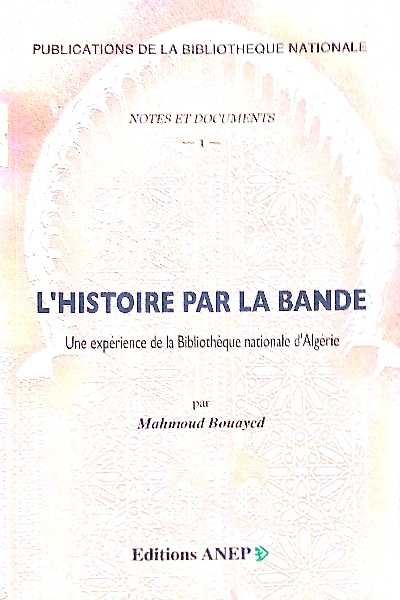 PUBLICATIONS DE LA BIBLIOTHEQUE NATIONALE
NOTES ET DOCUMENTS
— 1 —
L'HISTOIRE PAR LA BANDE
Une expérience de la Bibliothèque nationale d'Algérie
par
Mahmoud Bouayed
Editions ANEP